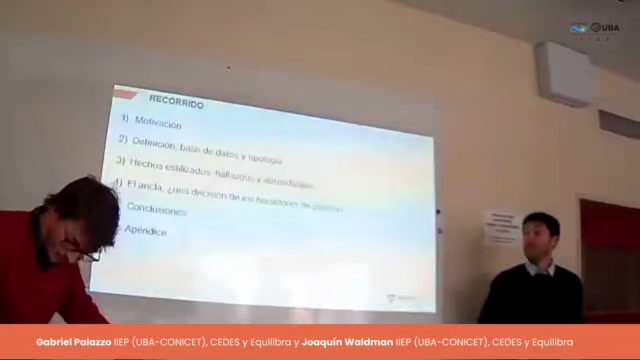 UBA
RECORRIDO
1) Motivación
2) Definición, base de datos y tipología
3) Hechos estilizados, hallazgos y aprendizajes
4) El ancla, ¿una decisión de los hacedores de política?
Conclusiones
Apéndice
Gabriel Palazzo IIEP (UBA-CONICET), CEDES y Equilibra y Joaquín Waldman IIEP (UBA-CONICET), CEDES y Equilibra